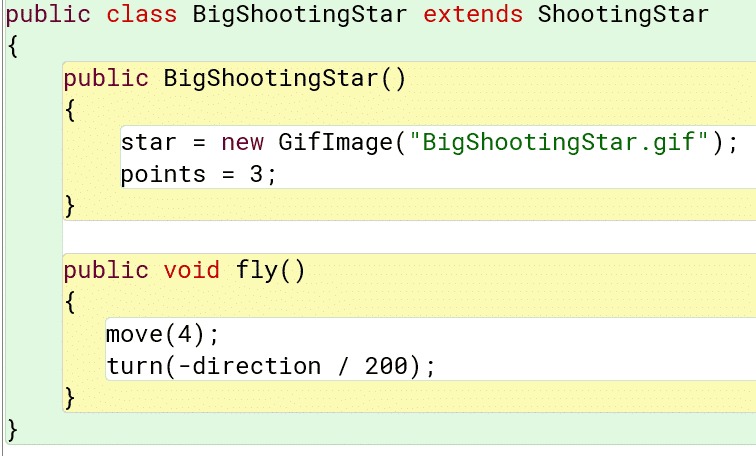 public class BigShootingStar extends ShootingStar
{
    public BigShootingStar()
    {
        star = new GifImage("BigShootingStar.gif");
        points = 3;
    }

    public void fly()
    {
       move(4);
       turn(-direction / 200);
    }
}